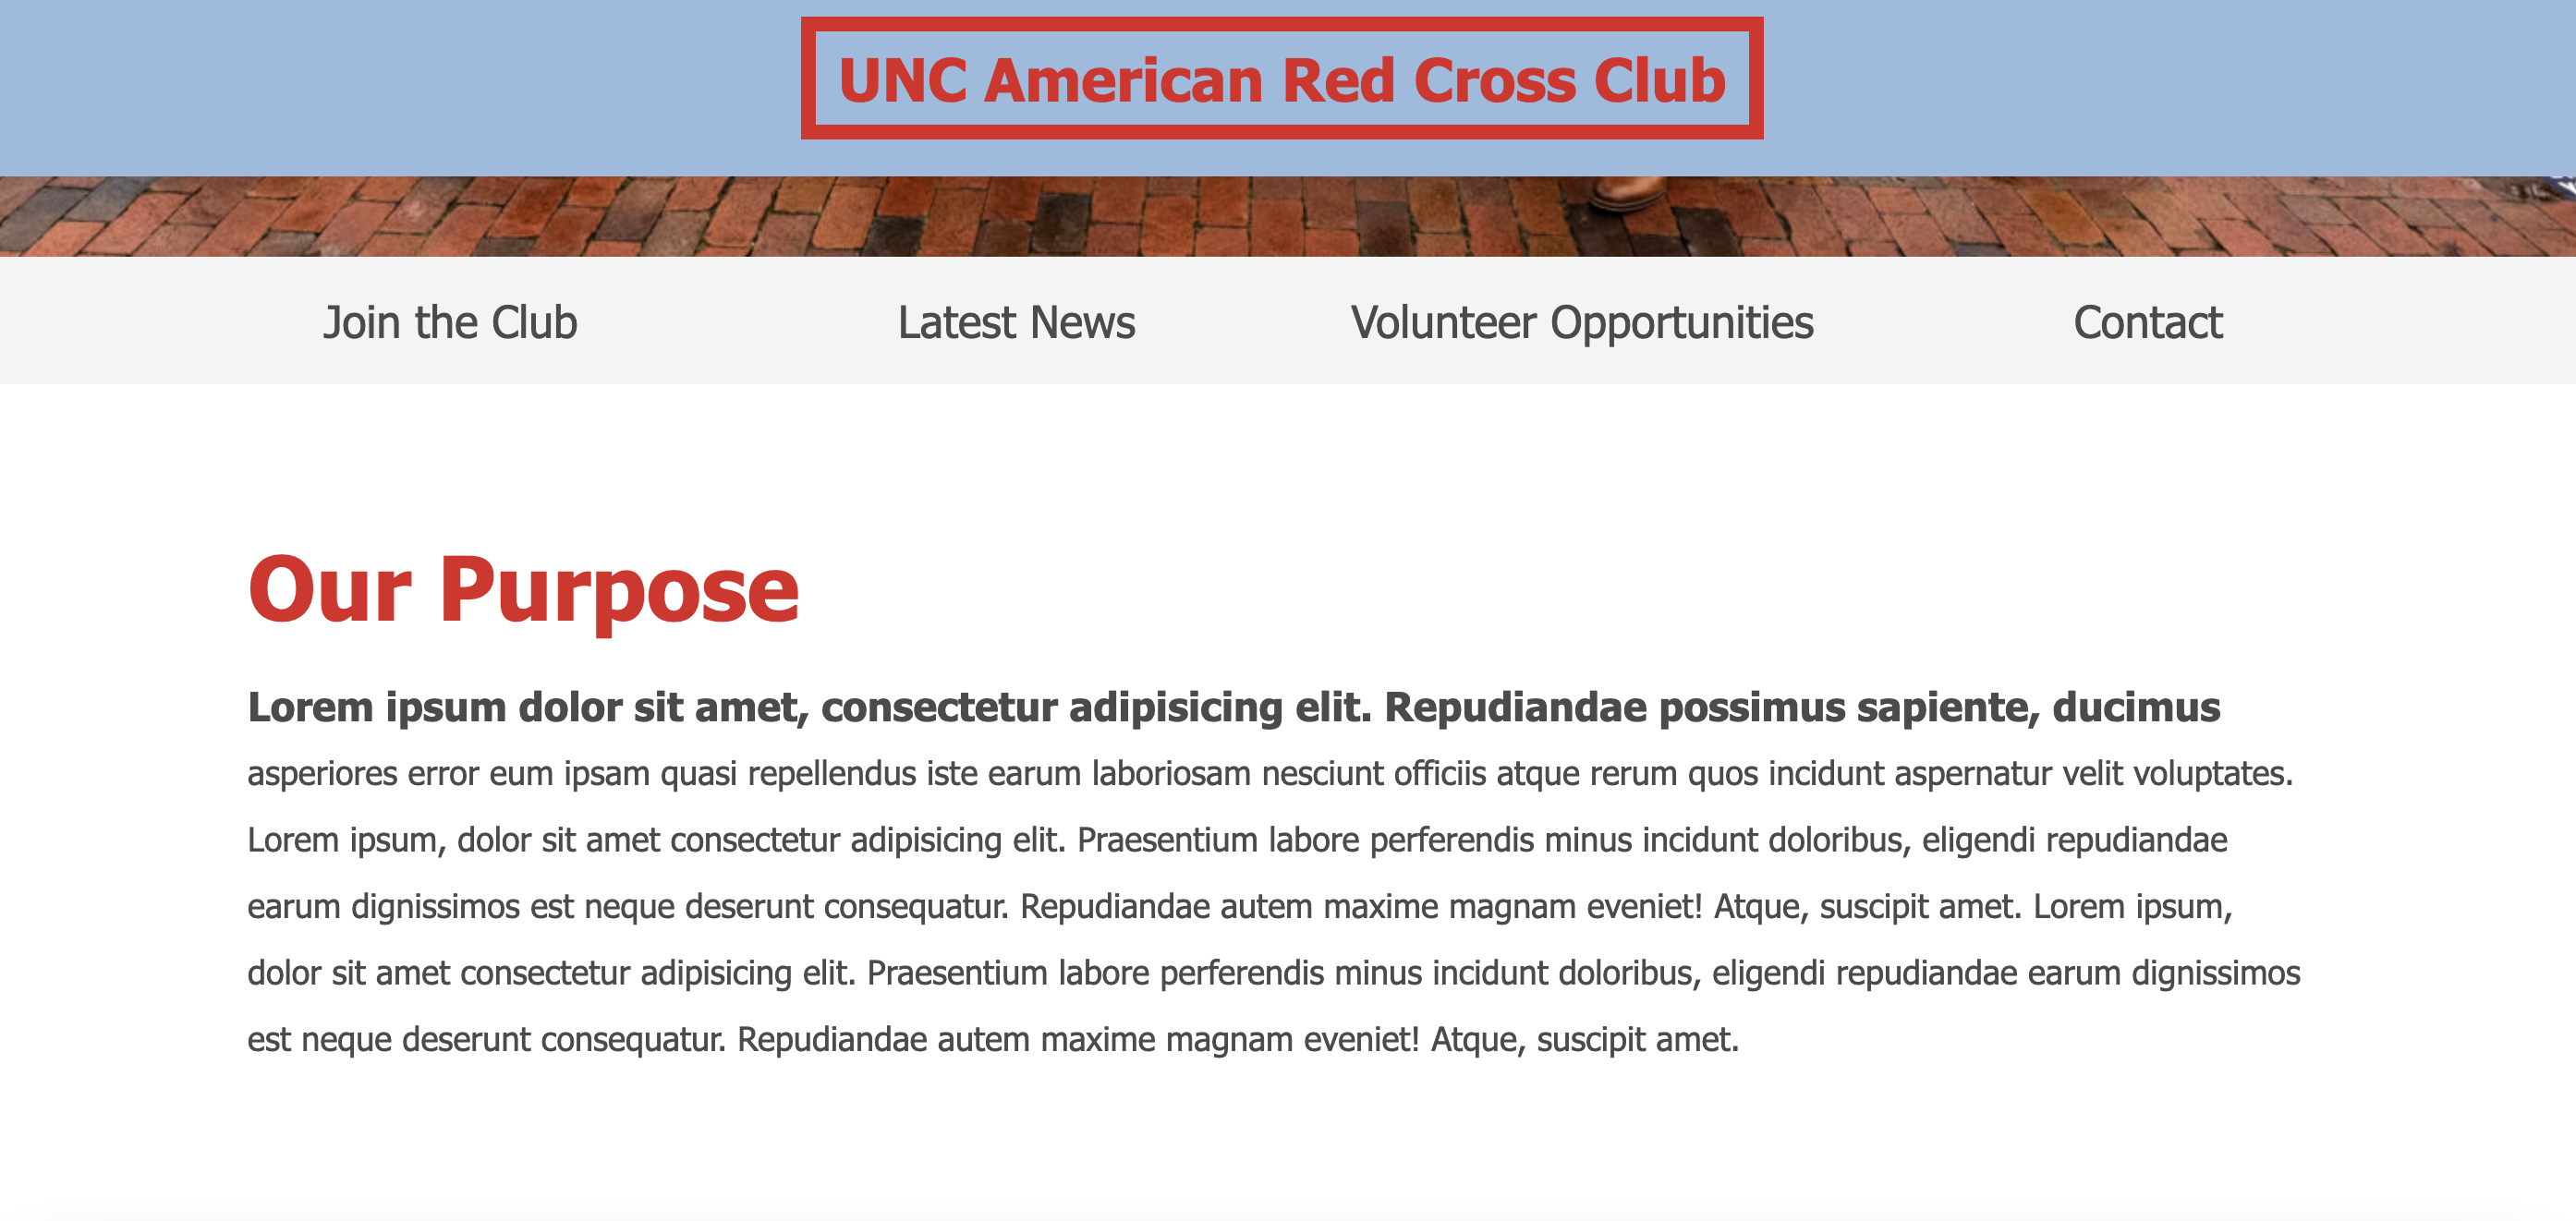 UNC American Red Cross Club
Join the Club
Latest News
Volunteer Opportunities
Contact
Our Purpose
Lorem ipsum dolor sit amet, consectetur adipisicing elit. Repudiandae possimus sapiente, ducimus
asperiores error eum ipsam quasi repellendus iste earum laboriosam nesciunt officiis atque rerum quos incidunt aspernatur velit voluptates.
Lorem ipsum, dolor sit amet consectetur adipisicing elit. Praesentium labore perferendis minus incidunt doloribus, eligendi repudiandae
earum dignissimos est neque deserunt consequatur. Repudiandae autem maxime magnam eveniet! Atque, suscipit amet. Lorem ipsum,
dolor sit amet consectetur adipisicing elit. Praesentium labore perferendis minus incidunt doloribus, eligendi repudiandae earum dignissimos
est neque deserunt consequatur. Repudiandae autem maxime magnam eveniet! Atque, suscipit amet.